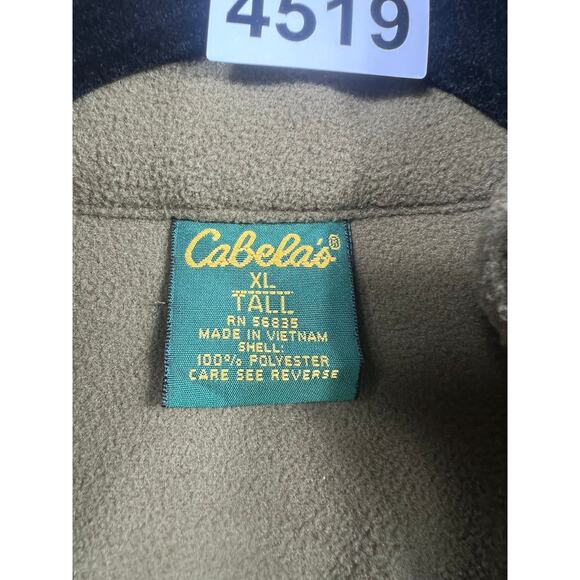 4519
Cabela's®
XL
TALL
RN 56835
MADE IN VIETNAM
SHELL:
100% POLYESTER
CARE SEE REVERSE